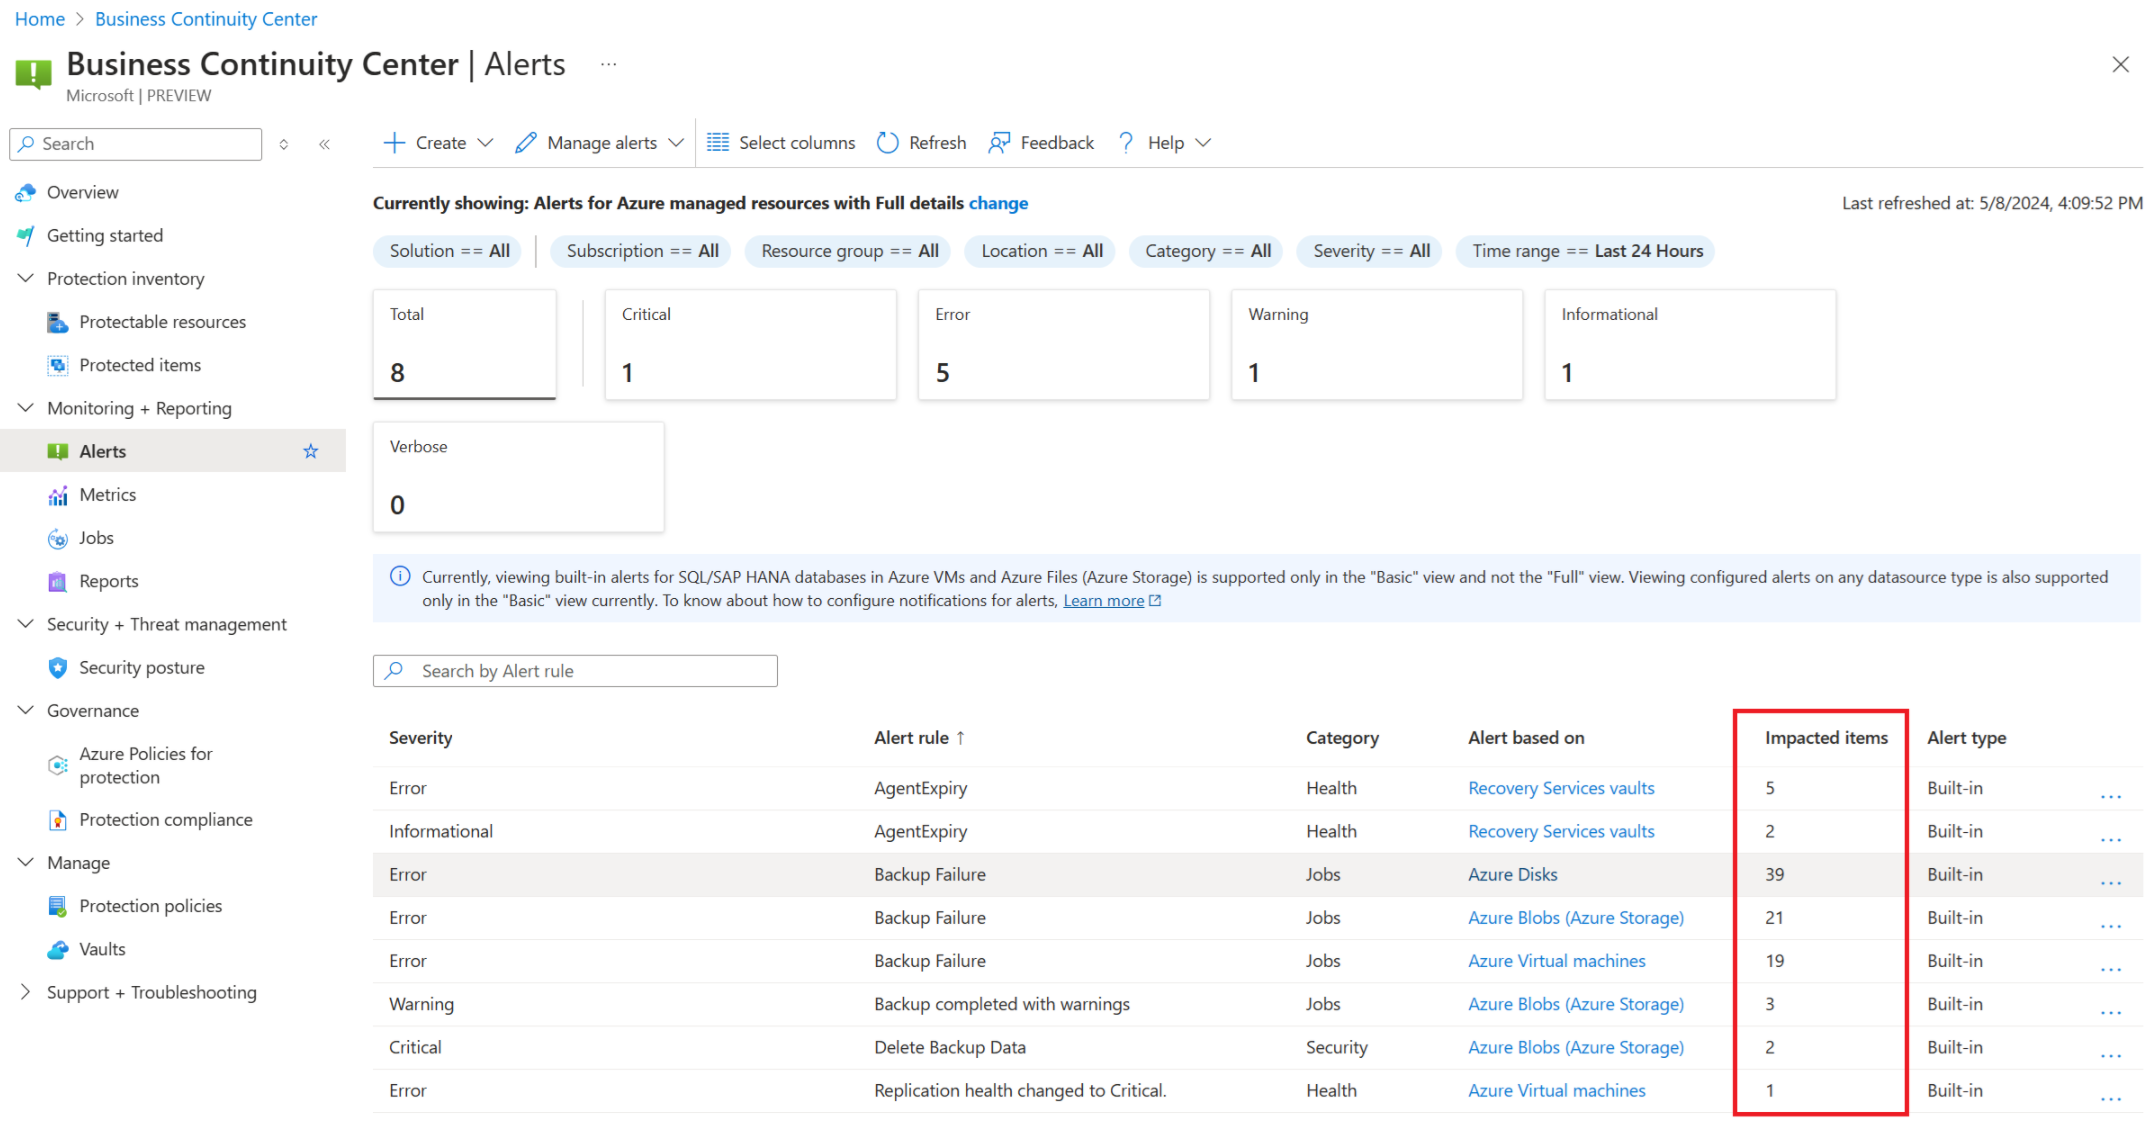 Home > Business Continuity Center
Business Continuity Center | Alerts ...
Microsoft | PREVIEW
Search
Overview
Getting started
Protection inventory
Protectable resources
Protected items
Monitoring + Reporting
Alerts
Metrics
Jobs
Reports
Security + Threat management
Security posture
Governance
Azure Policies for
protection
Protection compliance
Manage
Protection policies
Vaults
Support + Troubleshooting
Create Manage alerts Select columns Refresh Feedback ? Help
Currently showing: Alerts for Azure managed resources with Full details change
Last refreshed at: 5/8/2024, 4:09:52 PM
Solution == All Subscription == All Resource group == All Location == All Category == All Severity == All Time range == Last 24 Hours
Total Critical Error Warning Informational
8 1 5 1 1
Verbose
0
Currently, viewing built-in alerts for SQL/SAP HANA databases in Azure VMs and Azure Files (Azure Storage) is supported only in the "Basic" view and not the "Full" view. Viewing configured alerts on any datasource type is also supported
only in the "Basic" view currently. To know about how to configure notifications for alerts, Learn more
Search by Alert rule
Severity Alert rule ↑ Category Alert based on Impacted items Alert type
Error AgentExpiry Health Recovery Services vaults 5 Built-in ...
Informational AgentExpiry Health Recovery Services vaults 2 Built-in ...
Error Backup Failure Jobs Azure Disks 39 Built-in ...
Error Backup Failure Jobs Azure Blobs (Azure Storage) 21 Built-in ...
Error Backup Failure Jobs Azure Virtual machines 19 Built-in ...
Warning Backup completed with warnings Jobs Azure Blobs (Azure Storage) 3 Built-in ...
Critical Delete Backup Data Security Azure Blobs (Azure Storage) 2 Built-in ...
Error Replication health changed to Critical. Health Azure Virtual machines 1 Built-in ...